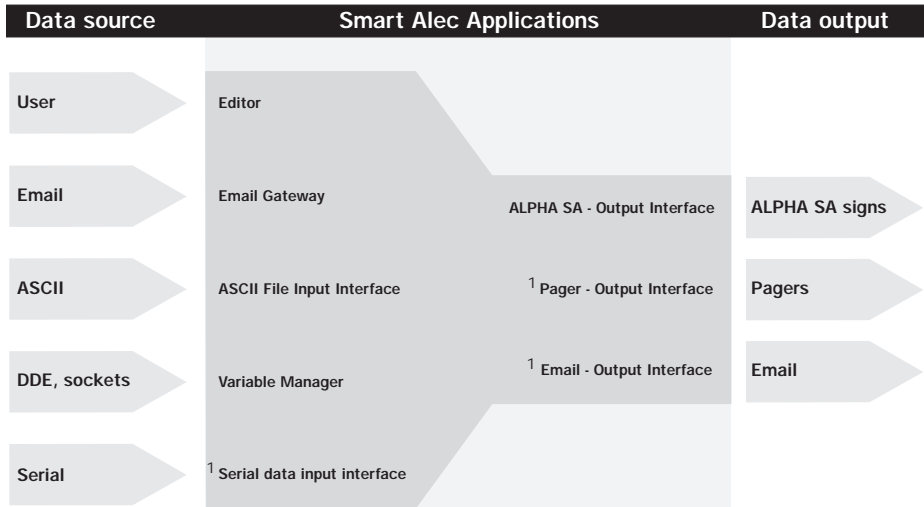 Data source Smart Alec Applications Data output
User Editor
Email Email Gateway
ALPHA SA - Output Interface ALPHA SA signs
ASCII ASCII File Input Interface 1 Pager - Output Interface Pagers
DDE, sockets Variable Manager 1 Email - Output Interface Email
Serial 1 Serial data input interface